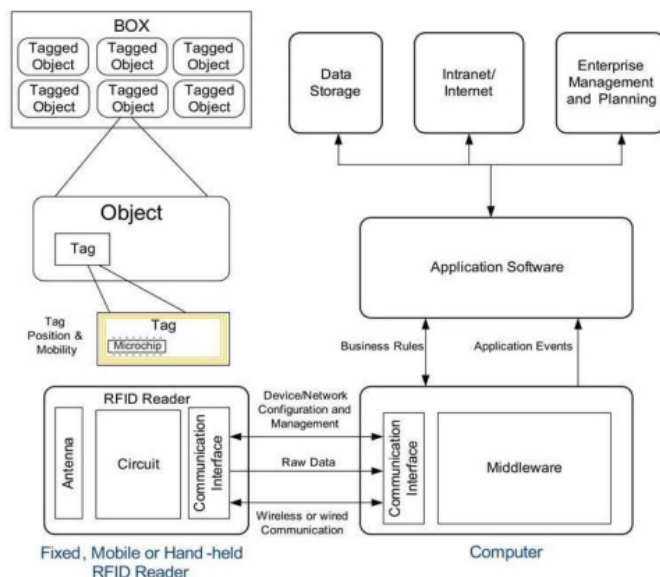 BOX
Tagged
Object
Tagged
Object
Tagged
Object
Tagged
Object
Tagged
Object
Tagged
Object
Object
Tag
Tag
Position &
Mobility
Tag
Microchip
Data
Storage
Intranet/
Internet
Enterprise
Management
and Planning
Application Software
Business Rules
Application Events
RFID Reader
Antenna
Circuit
Communication
Interface
Device/Network
Configuration and
Management
Raw Data
Wireless or wired
Communication
Communication
Interface
Middleware
Fixed, Mobile or Hand-held
RFID Reader
Computer